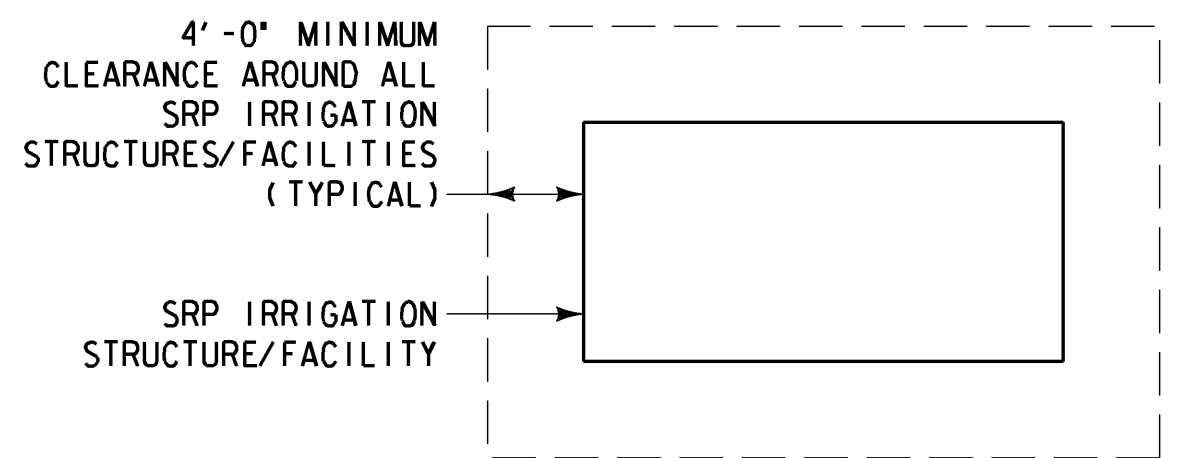 4'-0" MINIMUM
CLEARANCE AROUND ALL
SRP IRRIGATION
STRUCTURES/FACILITIES
(TYPICAL)
SRP IRRIGATION
STRUCTURE/FACILITY